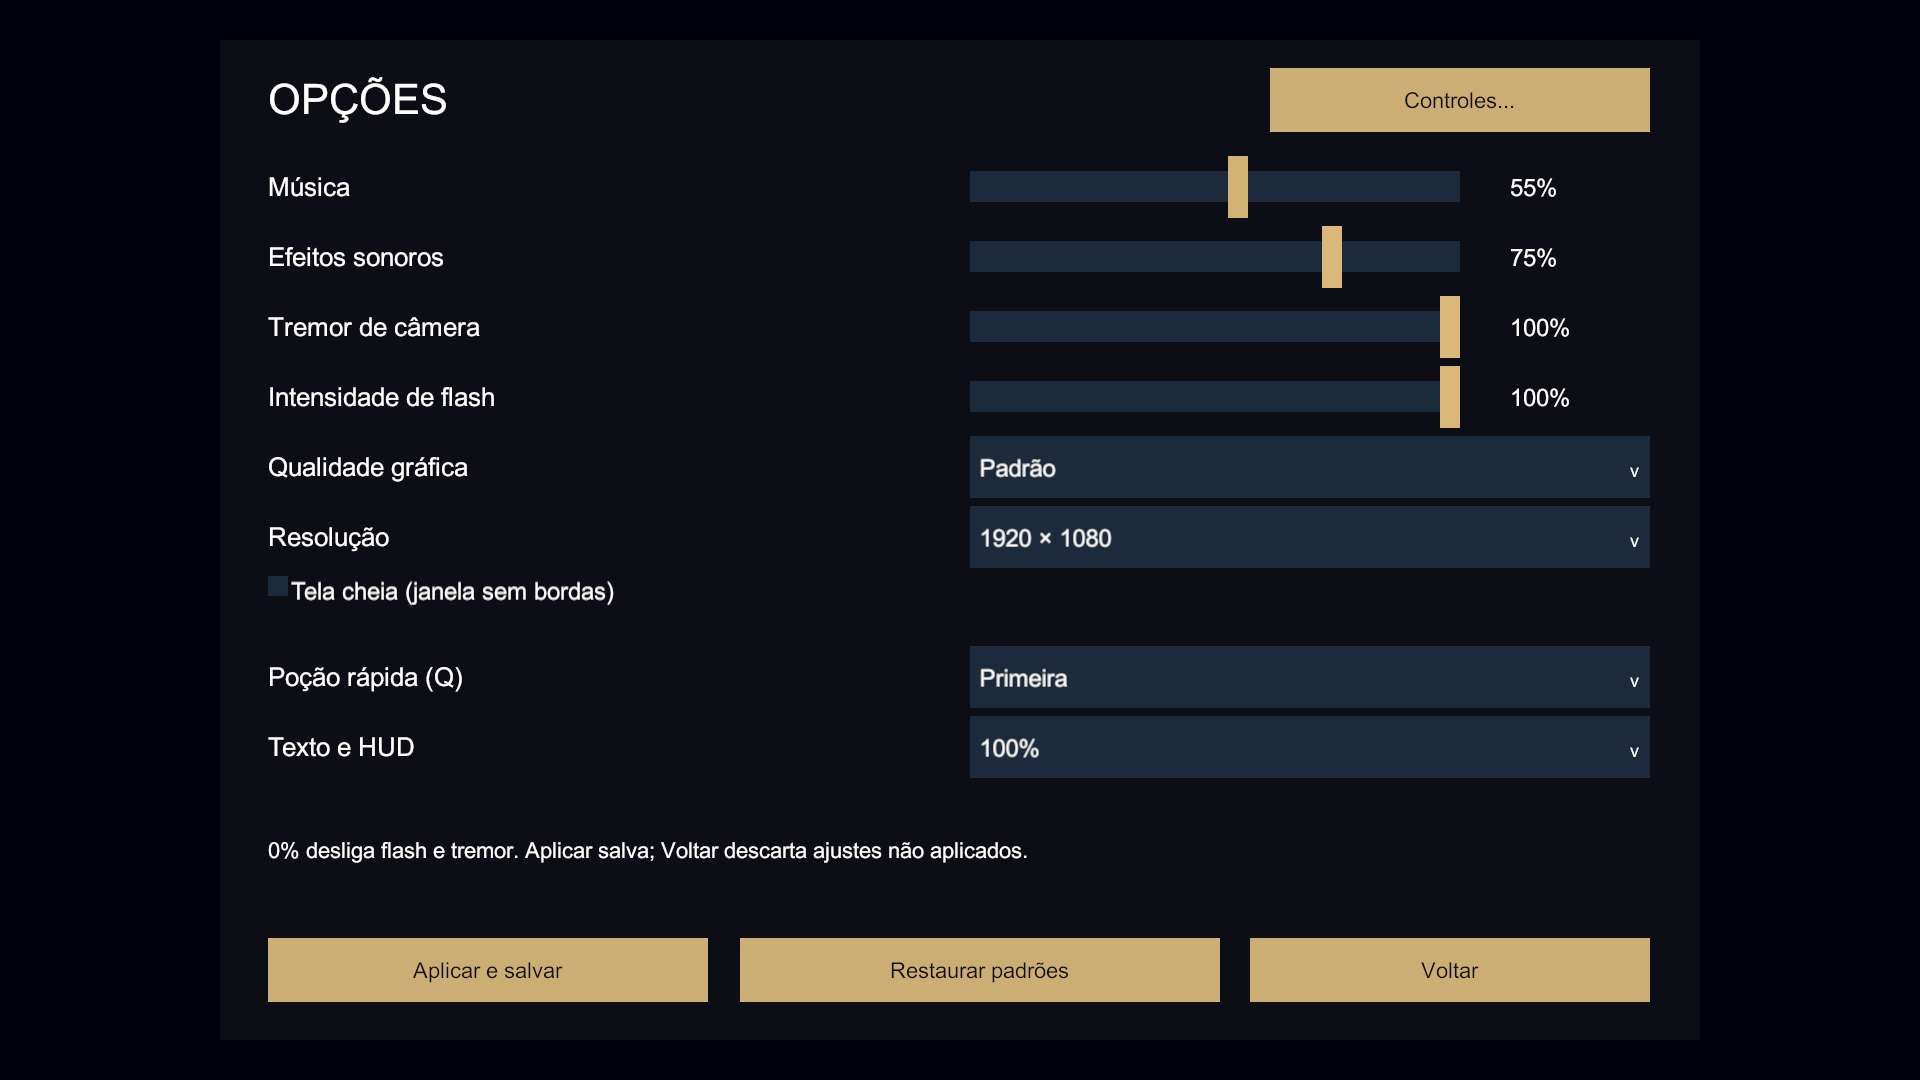 OPÇÕES
Controles...
Música 55%
Efeitos sonoros 75%
Tremor de câmera 100%
Intensidade de flash 100%
Qualidade gráfica Padrão v
Resolução 1920 × 1080 v
Tela cheia (janela sem bordas)
Poção rápida (Q) Primeira v
Texto e HUD 100% v
0% desliga flash e tremor. Aplicar salva; Voltar descarta ajustes não aplicados.
Aplicar e salvar Restaurar padrões Voltar